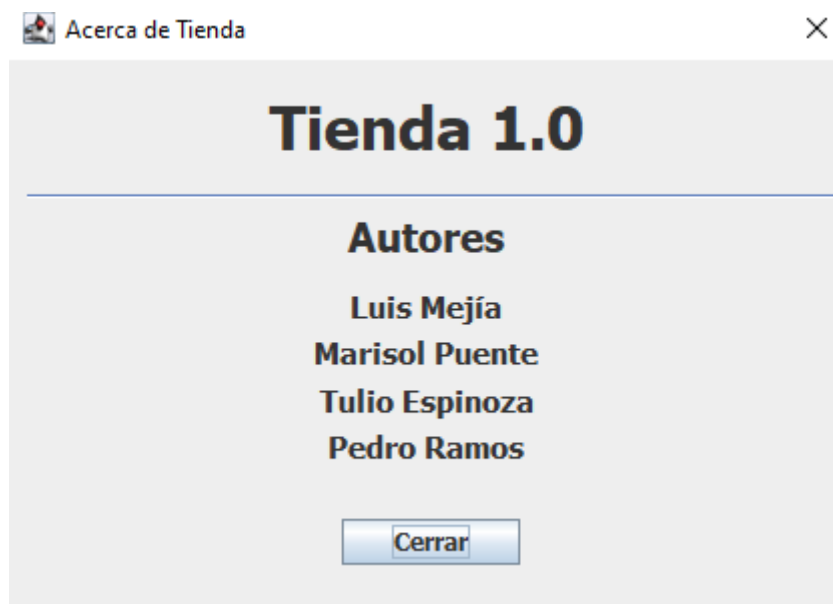 Acerca de Tienda
Tienda 1.0
Autores
Luis Mejía
Marisol Puente
Tulio Espinoza
Pedro Ramos
Cerrar